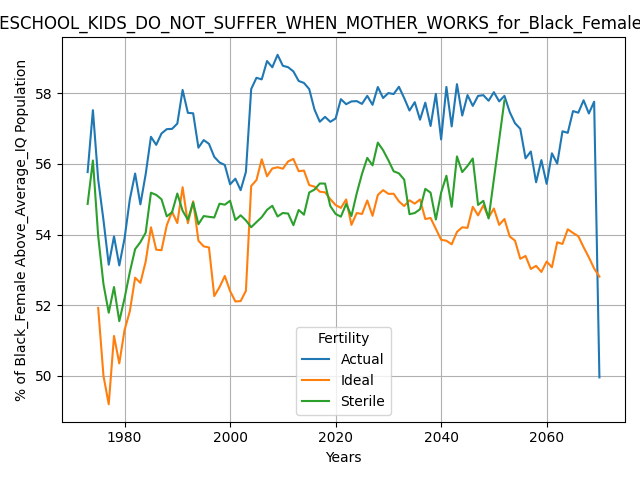 ESCHOOL_KIDS_DO_NOT_SUFFER_WHEN_MOTHER_WORKS_for_Black_Female
% of Black_Female Above_Average_IQ Population
58
56
54
52
50
Fertility
Actual
Ideal
Sterile
1980 2000 2020 2040 2060
Years